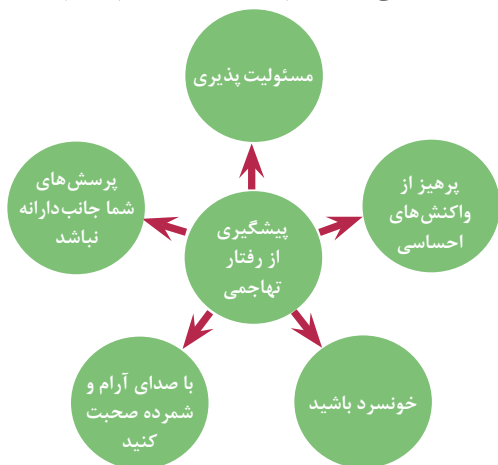 مسئولیت پذیری
پرهیز از
واکنش‌های
احساسی
پرسش‌های
شما جانب‌دارانه
نباشد
پیشگیری
از رفتار
تهاجمی
خونسرد باشید
با صدای آرام و
شمرده صحبت
کنید